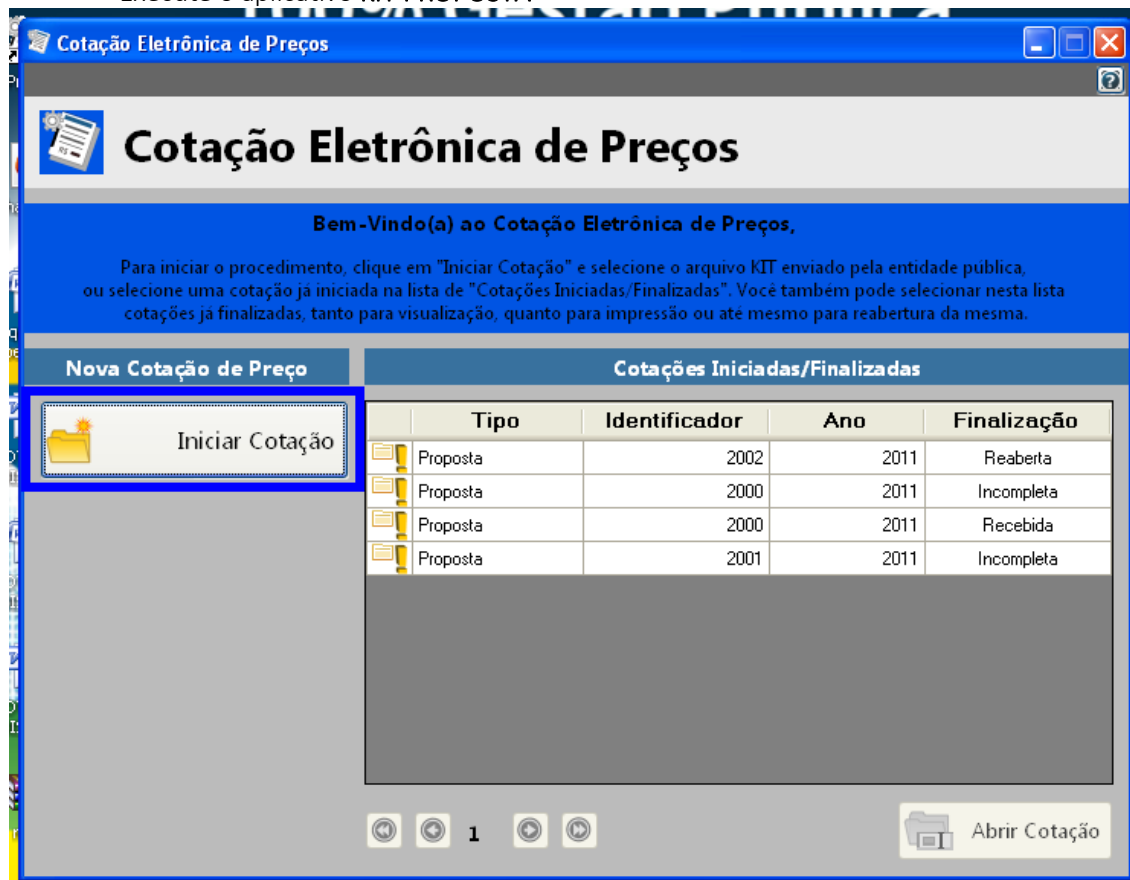 Cotação Eletrônica de Preços
Cotação Eletrônica de Preços
Bem-Vindo(a) ao Cotação Eletrônica de Preços,
Para iniciar o procedimento, clique em "Iniciar Cotação" e selecione o arquivo KIT enviado pela entidade pública,
ou selecione uma cotação já iniciada na lista de "Cotações Iniciadas/Finalizadas". Você também pode selecionar nesta lista
cotações já finalizadas, tanto para visualização, quanto para impressão ou até mesmo para reabertura da mesma.
Nova Cotação de Preço
Cotações Iniciadas/Finalizadas
Iniciar Cotação
Tipo Identificador Ano Finalização
Proposta 2002 2011 Reaberta
Proposta 2000 2011 Incompleta
Proposta 2000 2011 Recebida
Proposta 2001 2011 Incompleta
1
Abrir Cotação